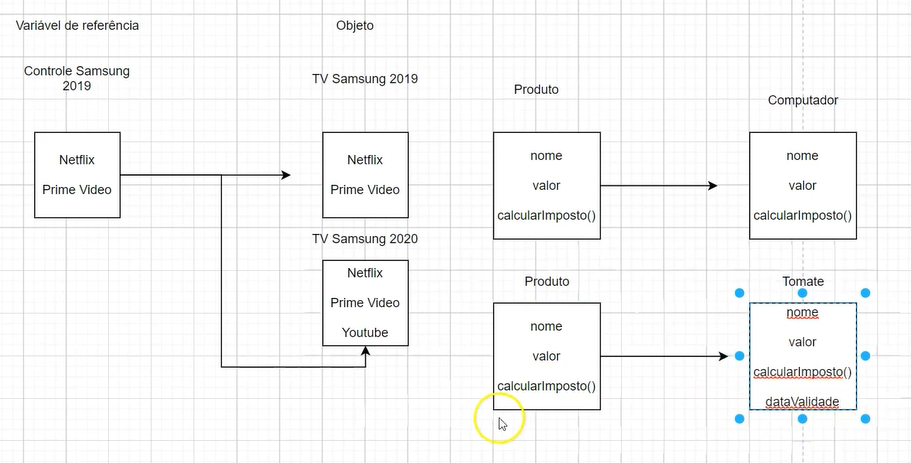 Variável de referência
Objeto
Controle Samsung
2019
TV Samsung 2019
Produto
Computador
Netflix
Prime Video
Netflix
Prime Video
nome
valor
calcularImposto()
nome
valor
calcularImposto()
TV Samsung 2020
Netflix
Prime Video
Youtube
Produto
Tomate
nome
valor
calcularImposto()
nome
valor
calcularImposto()
dataValidade